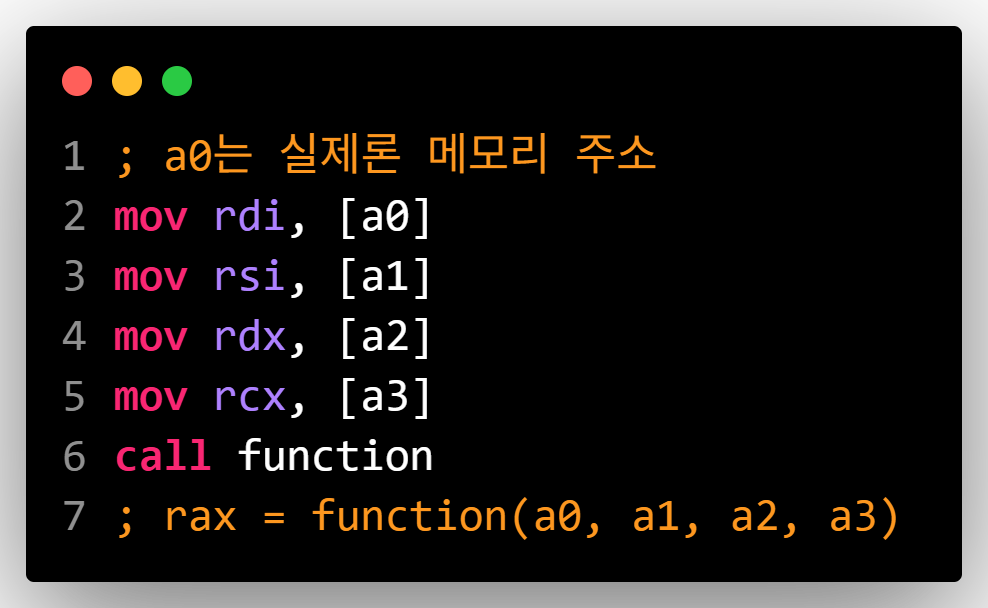 1 ; a0는 실제론 메모리 주소
2 mov rdi, [a0]
3 mov rsi, [a1]
4 mov rdx, [a2]
5 mov rcx, [a3]
6 call function
7 ; rax = function(a0, a1, a2, a3)